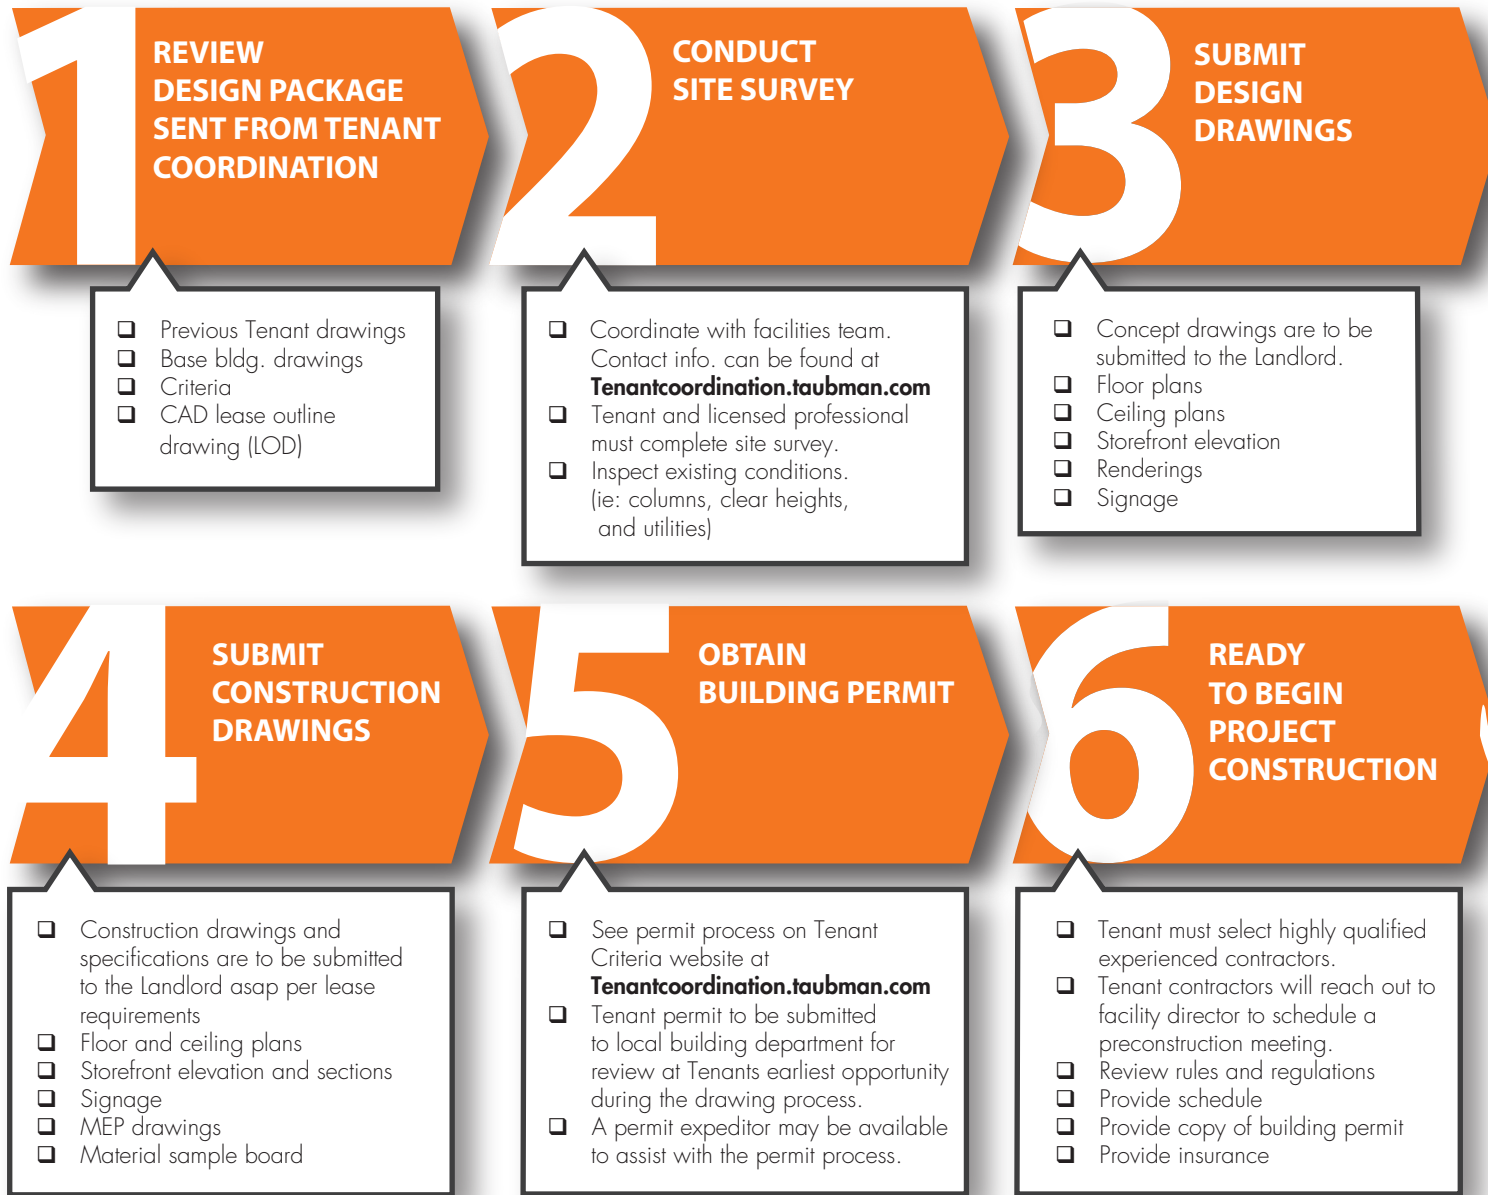 1
REVIEW
DESIGN PACKAGE
SENT FROM TENANT
COORDINATION
❑ Previous Tenant drawings
❑ Base bldg. drawings
❑ Criteria
❑ CAD lease outline
drawing (LOD)
2
CONDUCT
SITE SURVEY
❑ Coordinate with facilities team.
Contact info. can be found at
Tenantcoordination.taubman.com
❑ Tenant and licensed professional
must complete site survey.
❑ Inspect existing conditions.
(ie: columns, clear heights,
and utilities)
3
SUBMIT
DESIGN
DRAWINGS
❑ Concept drawings are to be
submitted to the Landlord.
❑ Floor plans
❑ Ceiling plans
❑ Storefront elevation
❑ Renderings
❑ Signage
4
SUBMIT
CONSTRUCTION
DRAWINGS
❑ Construction drawings and
specifications are to be submitted
to the Landlord asap per lease
requirements
❑ Floor and ceiling plans
❑ Storefront elevation and sections
❑ Signage
❑ MEP drawings
❑ Material sample board
5
OBTAIN
BUILDING PERMIT
❑ See permit process on Tenant
Criteria website at
Tenantcoordination.taubman.com
❑ Tenant permit to be submitted
to local building department for
review at Tenants earliest opportunity
during the drawing process.
❑ A permit expeditor may be available
to assist with the permit process.
6
READY
TO BEGIN
PROJECT
CONSTRUCTION
❑ Tenant must select highly qualified
experienced contractors.
❑ Tenant contractors will reach out to
facility director to schedule a
preconstruction meeting.
❑ Review rules and regulations
❑ Provide schedule
❑ Provide copy of building permit
❑ Provide insurance